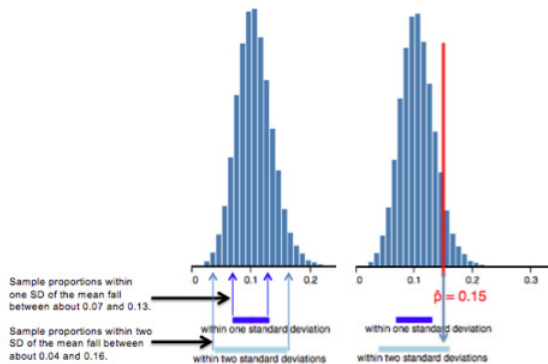 0 0.1 0.2
0 0.1 0.2
p̂ = 0.15
Sample proportions within
one SD of the mean fall
between about 0.07 and 0.13.
within one standard deviation
within one standard deviation
Sample proportions within two
SD of the mean fall between
about 0.04 and 0.16.
within two standard deviations
within two standard deviations